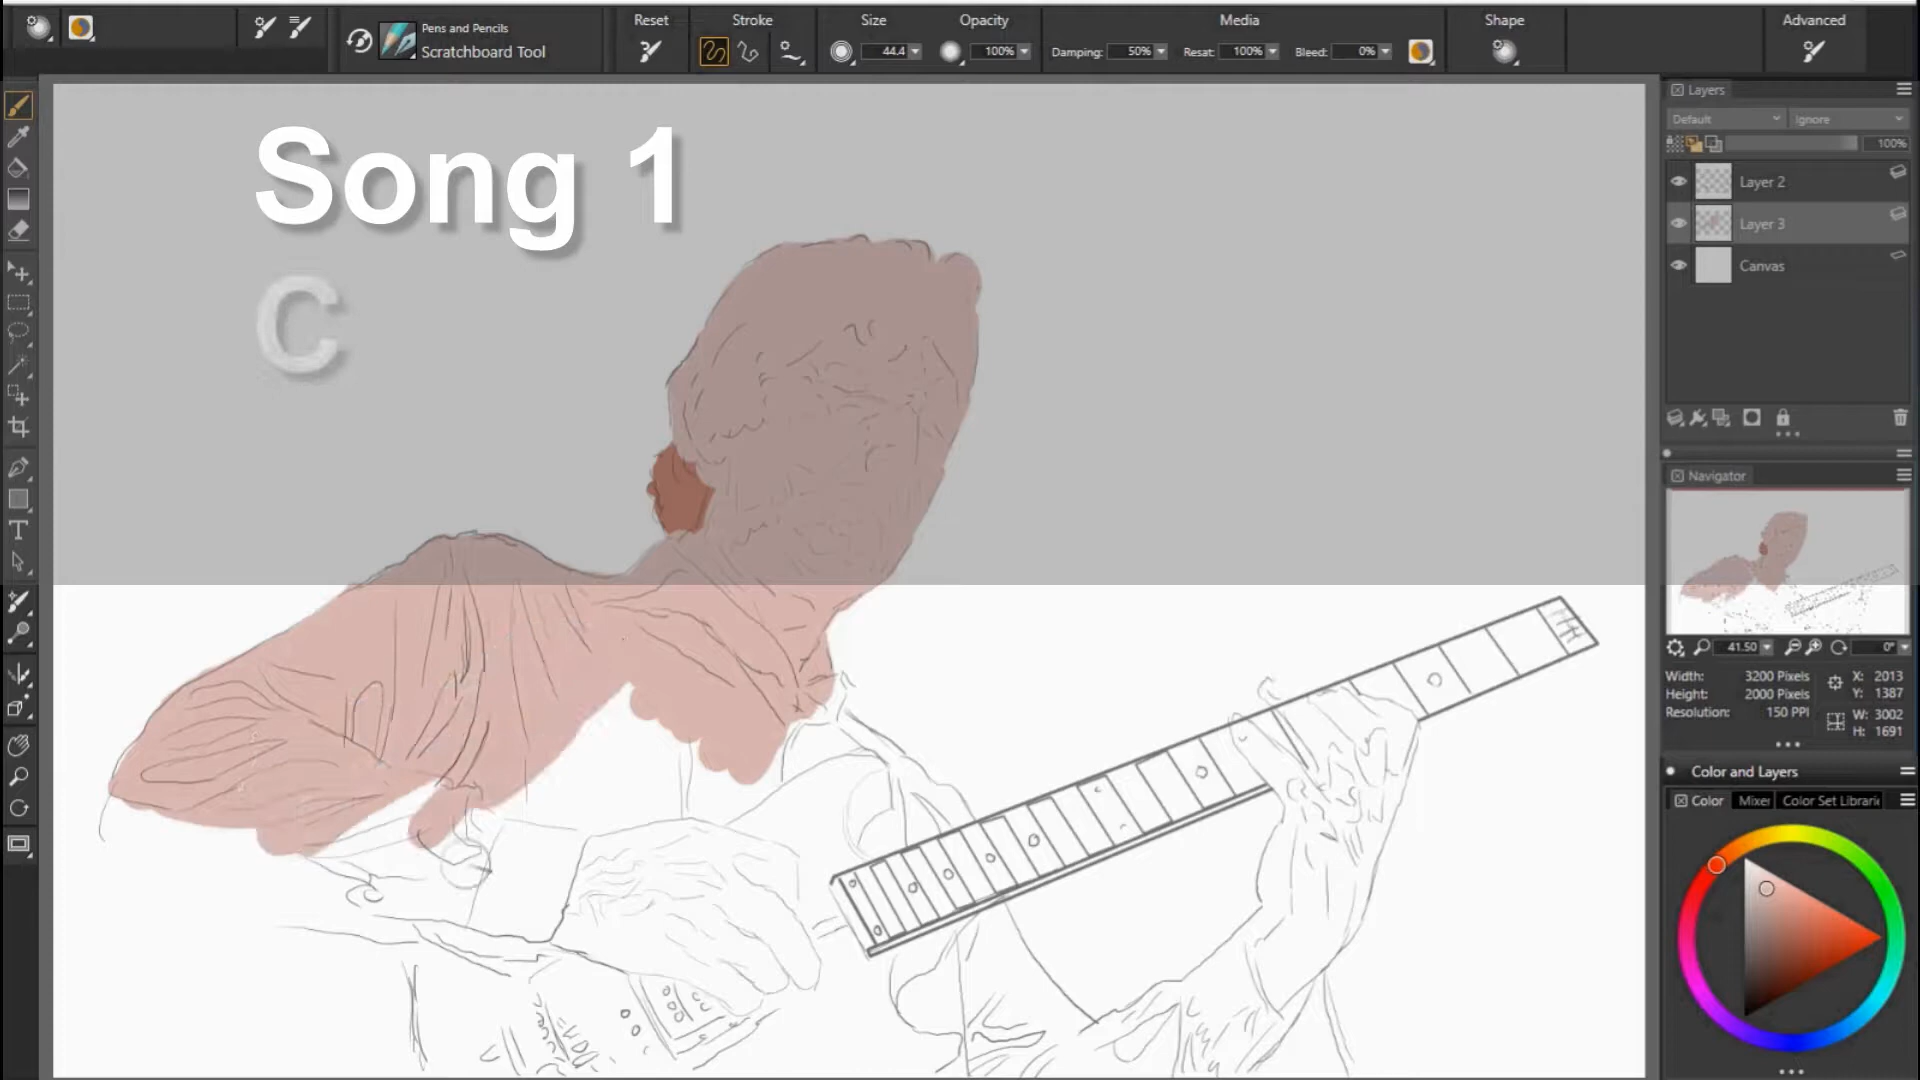 Reset
Stroke
Size
Opacity
Media
Shape
Advanced
Pens and Pencils
Scratchboard Tool
44.4
100%
Damping: 50%
Resat: 100%
Bleed: 0%
Song 1
C
Layers
Default
Ignore
100%
Layer 2
Layer 3
Canvas
Navigator
41.50
0°
Width: 3200 Pixels
Height: 2000 Pixels
Resolution: 150 PPI
X: 2013
Y: 1387
W: 3002
H: 1691
Color and Layers
Color
Mixer
Color Set Librari